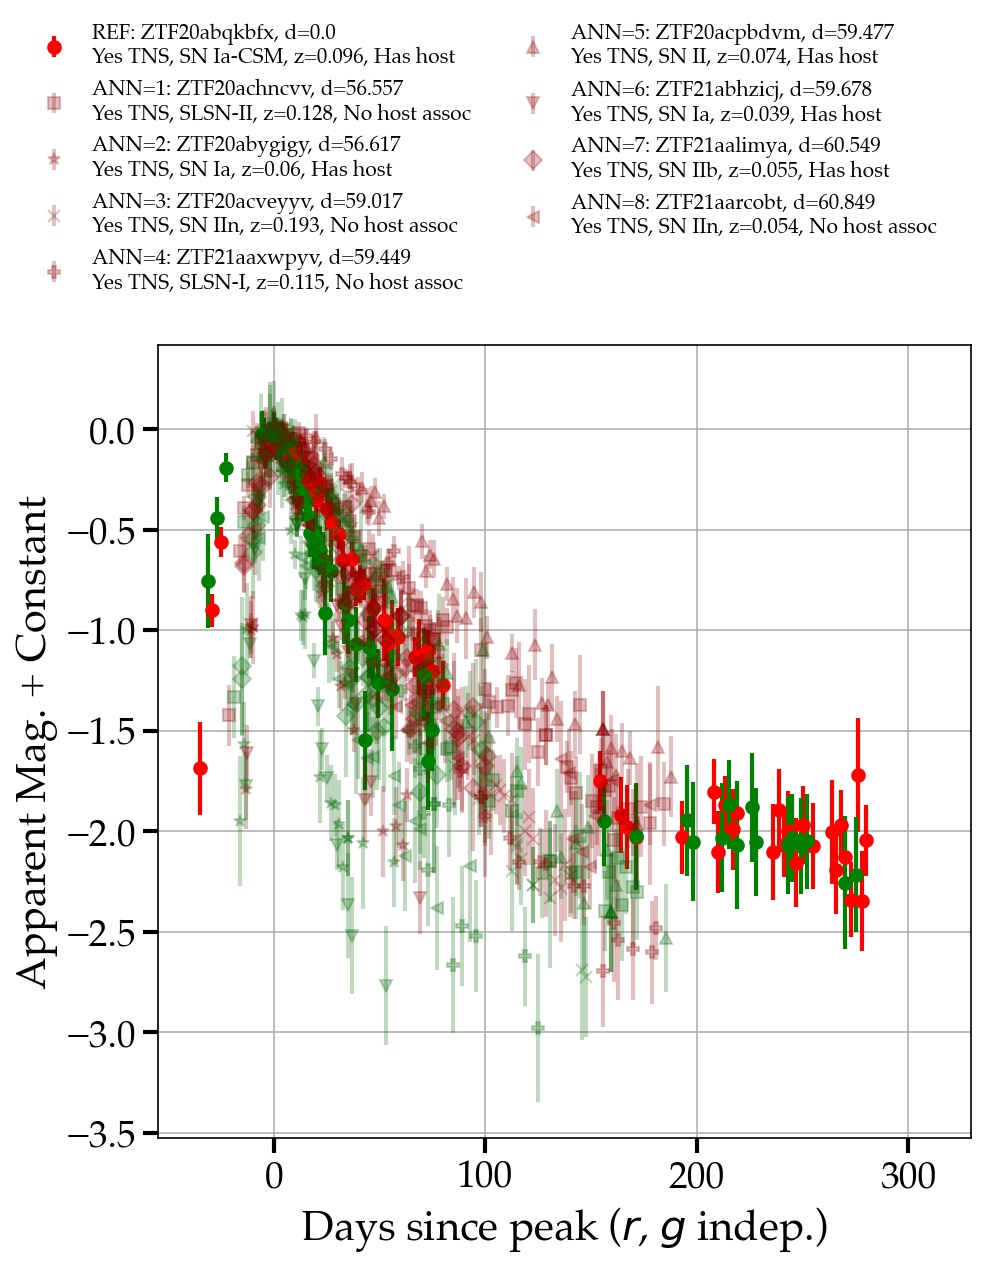 REF: ZTF20abqkbfx, d=0.0
Yes TNS, SN Ia-CSM, z=0.096, Has host
ANN=1: ZTF20achncvv, d=56.557
Yes TNS, SLSN-II, z=0.128, No host assoc
ANN=2: ZTF20abygigy, d=56.617
Yes TNS, SN Ia, z=0.06, Has host
ANN=3: ZTF20acveyyv, d=59.017
Yes TNS, SN IIn, z=0.193, No host assoc
ANN=4: ZTF21aaxwpyv, d=59.449
Yes TNS, SLSN-I, z=0.115, No host assoc
ANN=5: ZTF20acpbdvm, d=59.477
Yes TNS, SN II, z=0.074, Has host
ANN=6: ZTF21abhzicj, d=59.678
Yes TNS, SN Ia, z=0.039, Has host
ANN=7: ZTF21aalimya, d=60.549
Yes TNS, SN IIb, z=0.055, Has host
ANN=8: ZTF21aarcobt, d=60.849
Yes TNS, SN IIn, z=0.054, No host assoc
Apparent Mag. + Constant
0.0
−0.5
−1.0
−1.5
−2.0
−2.5
−3.0
−3.5
0
100
200
300
Days since peak (r, g indep.)